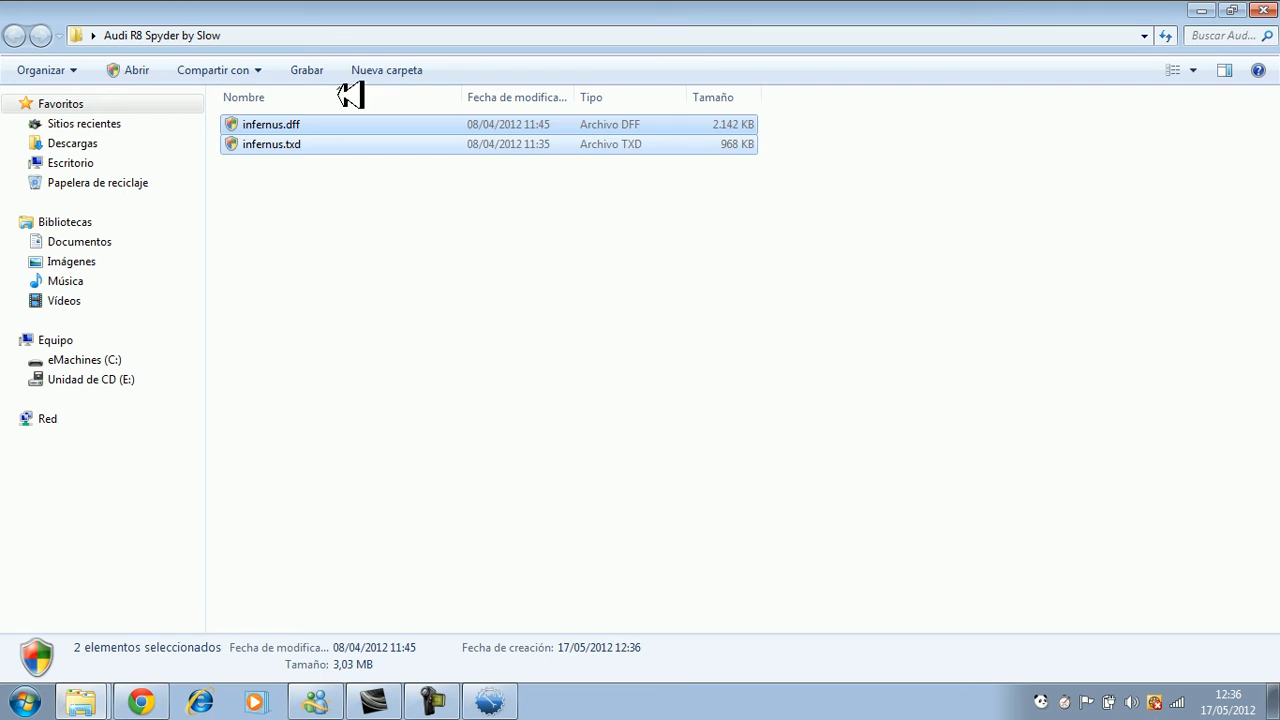 Audi R8 Spyder by Slow
Buscar Aud...
Organizar Abrir Compartir con Grabar Nueva carpeta
Nombre Fecha de modifica... Tipo Tamaño
infernus.dff 08/04/2012 11:45 Archivo DFF 2.142 KB
infernus.txd 08/04/2012 11:35 Archivo TXD 968 KB
Favoritos
Sitios recientes
Descargas
Escritorio
Papelera de reciclaje
Bibliotecas
Documentos
Imágenes
Música
Vídeos
Equipo
eMachines (C:)
Unidad de CD (E:)
Red
2 elementos seleccionados Fecha de modifica... 08/04/2012 11:45 Fecha de creación: 17/05/2012 12:36
Tamaño: 3,03 MB
12:36
17/05/2012